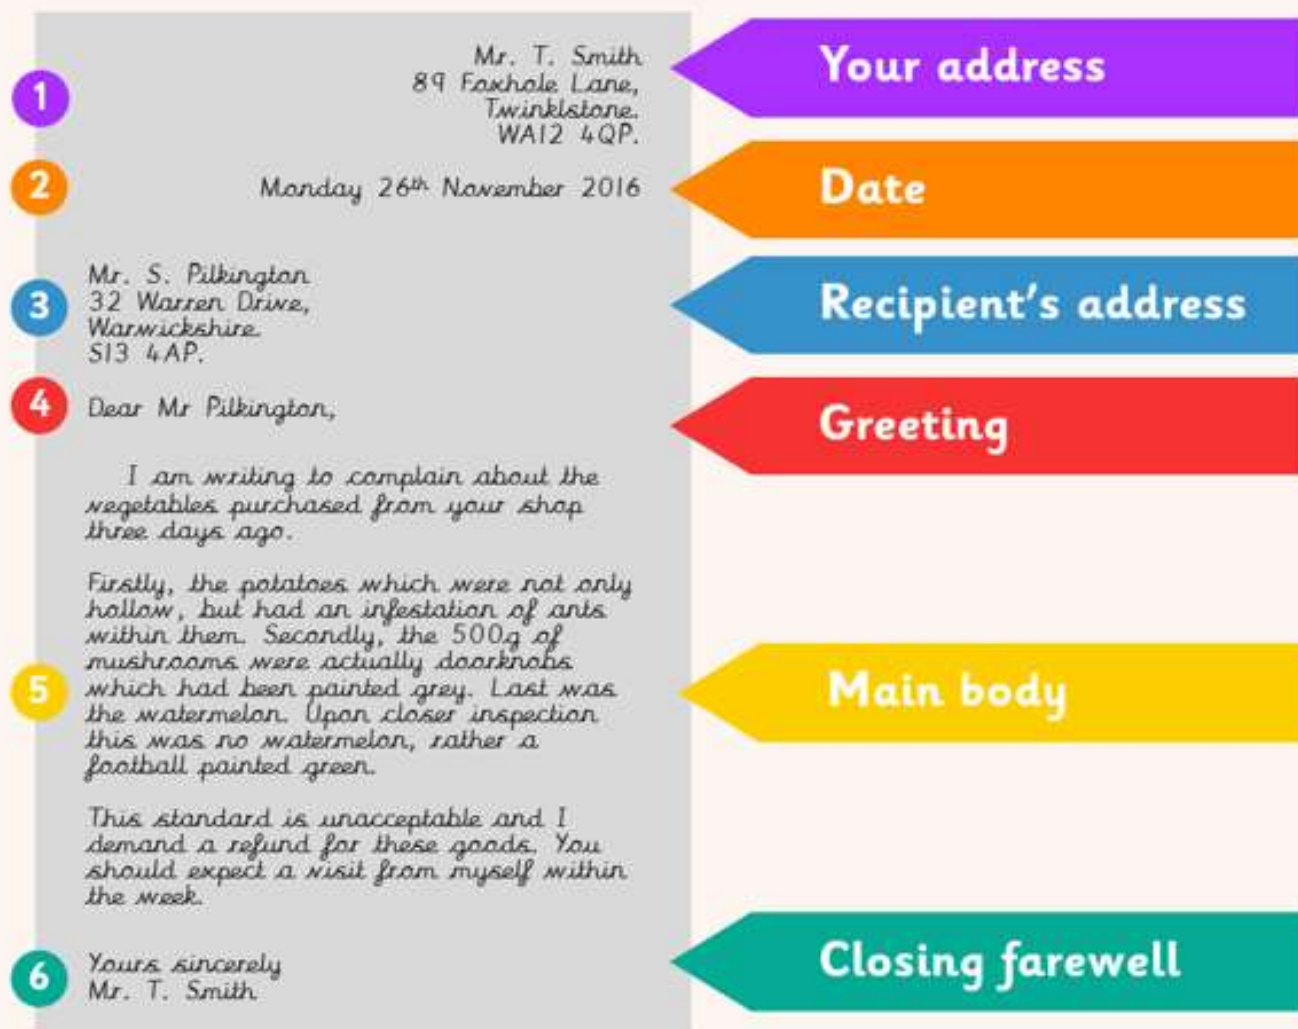 Mr. T. Smith
89 Foxhole Lane,
Twinklstone.
WA12 4QP.
Your address
1
2
Monday 26th November 2016
Date
Mr. S. Pilkington
32 Warren Drive,
Warwickshire
S13 4AP.
3
Recipient's address
4
Dear Mr Pilkington,
Greeting
I am writing to complain about the
vegetables purchased from your shop
three days ago.
Firstly, the potatoes which were not only
hollow, but had an infestation of ants
within them. Secondly, the 500g of
mushrooms were actually doorknobs
which had been painted grey. Last was
the watermelon. Upon closer inspection
this was no watermelon, rather a
football painted green.
5
Main body
This standard is unacceptable and I
demand a refund for these goods. You
should expect a visit from myself within
the week.
6
Yours sincerely
Mr. T. Smith
Closing farewell